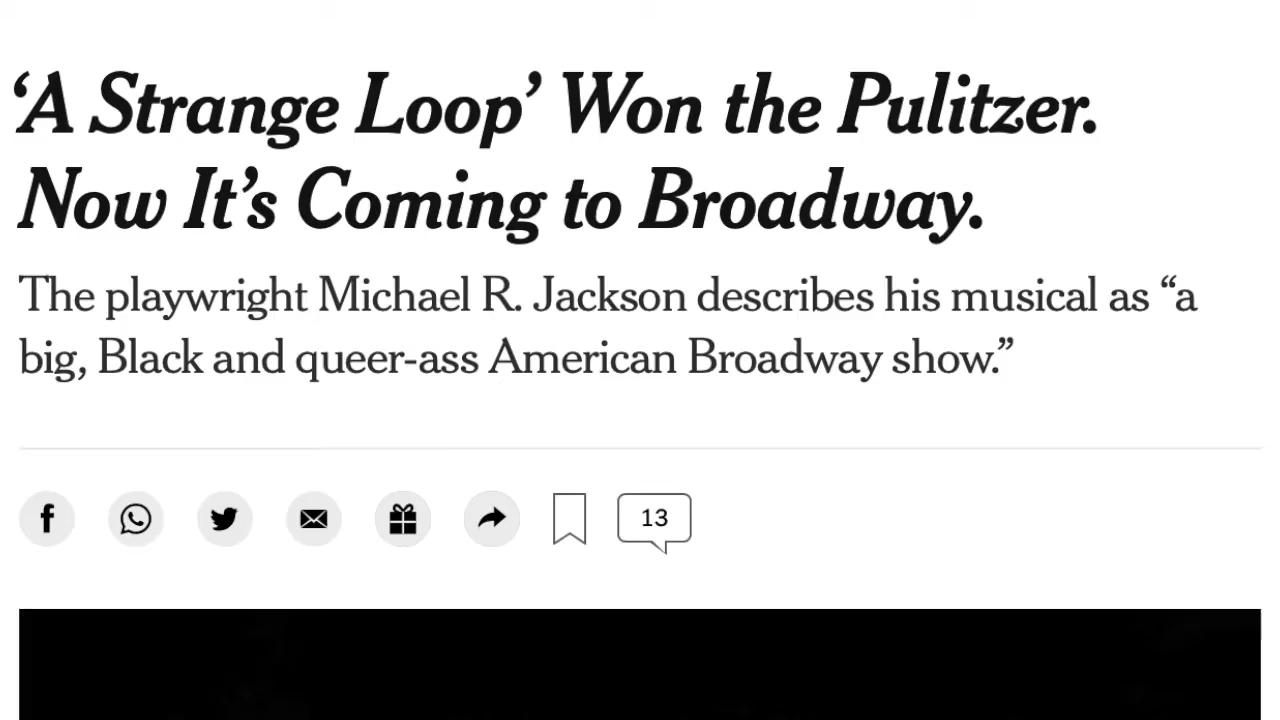 ‘A Strange Loop’ Won the Pulitzer.
Now It’s Coming to Broadway.
The playwright Michael R. Jackson describes his musical as “a
big, Black and queer-ass American Broadway show.”
13